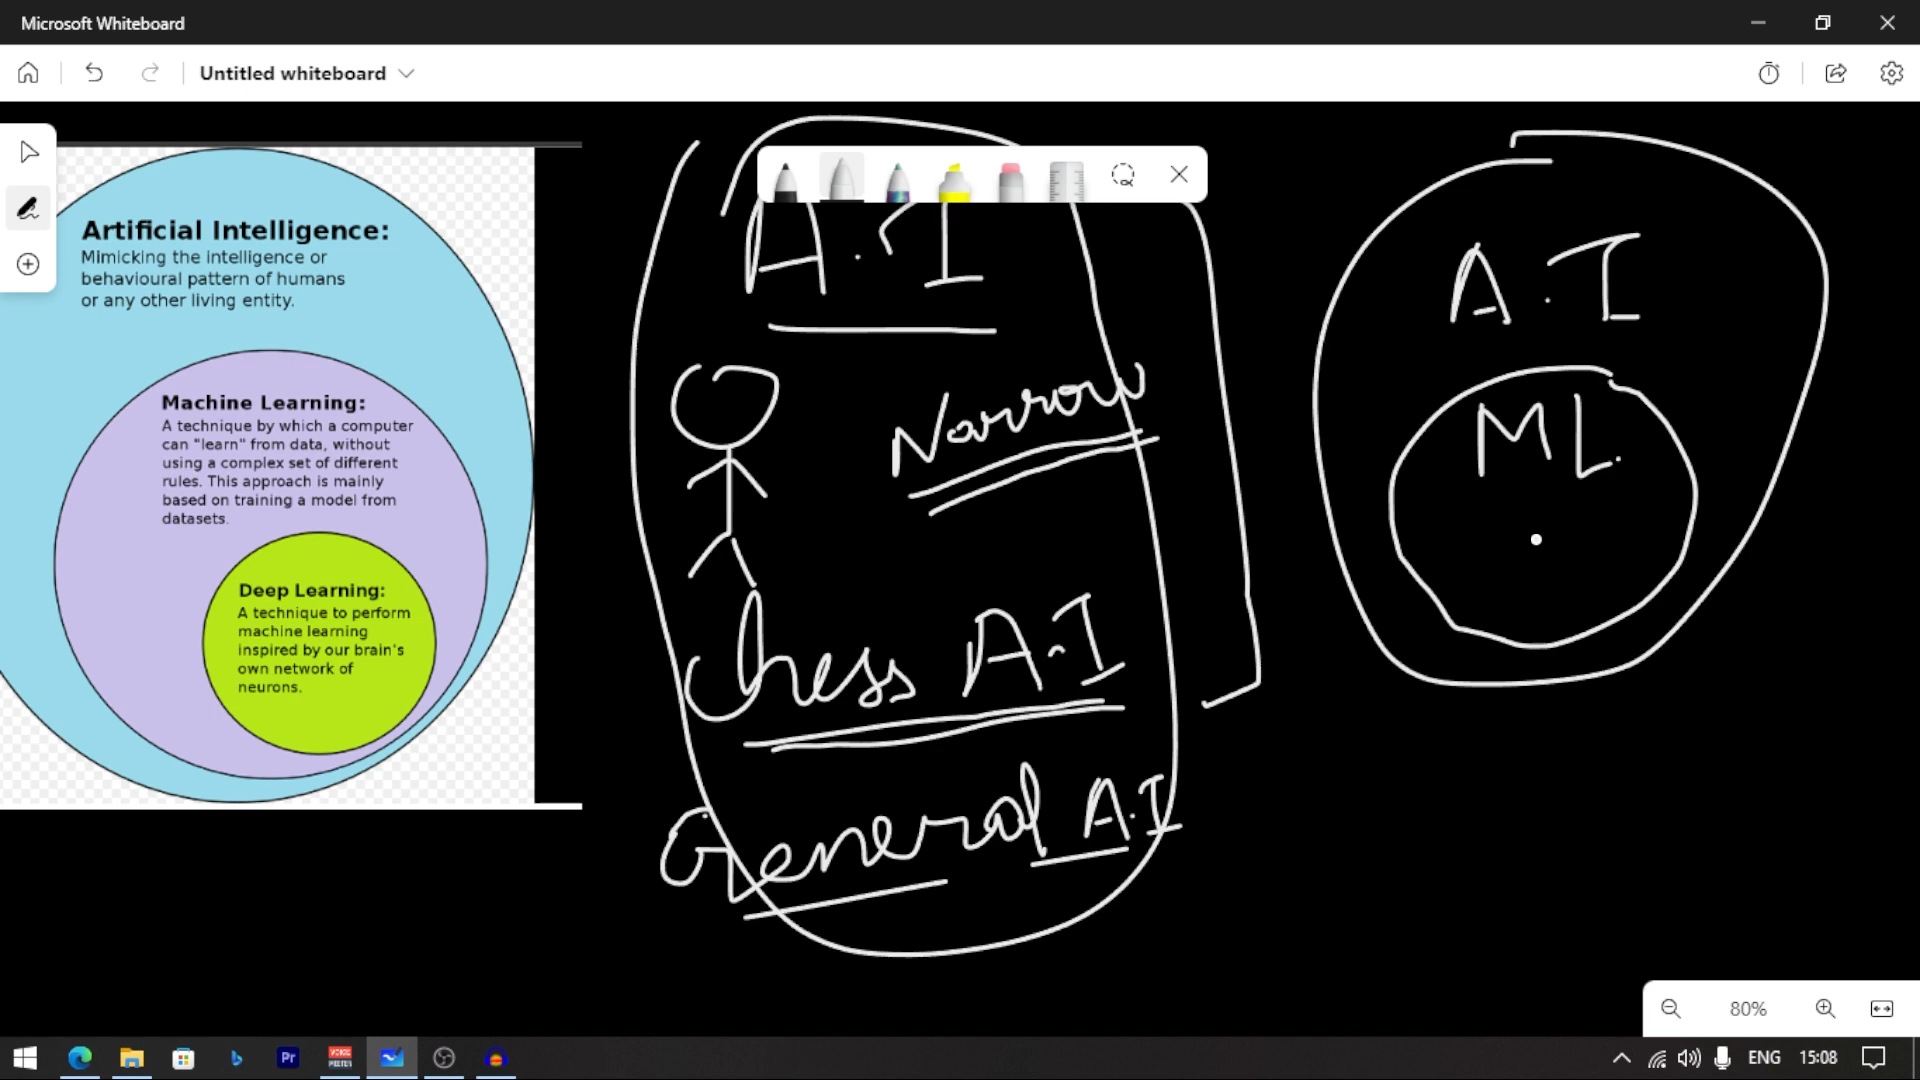 Microsoft Whiteboard
Untitled whiteboard
Artificial Intelligence:
Mimicking the intelligence or
behavioural pattern of humans
or any other living entity.
Machine Learning:
A technique by which a computer
can "learn" from data, without
using a complex set of different
rules. This approach is mainly
based on training a model from
datasets.
Deep Learning:
A technique to perform
machine learning
inspired by our brain's
own network of
neurons.
A.I
Narrow
Chess A.I
General A.I
A.I
ML.
80%
Pr
VOICE
MEETER
ENG
15:08